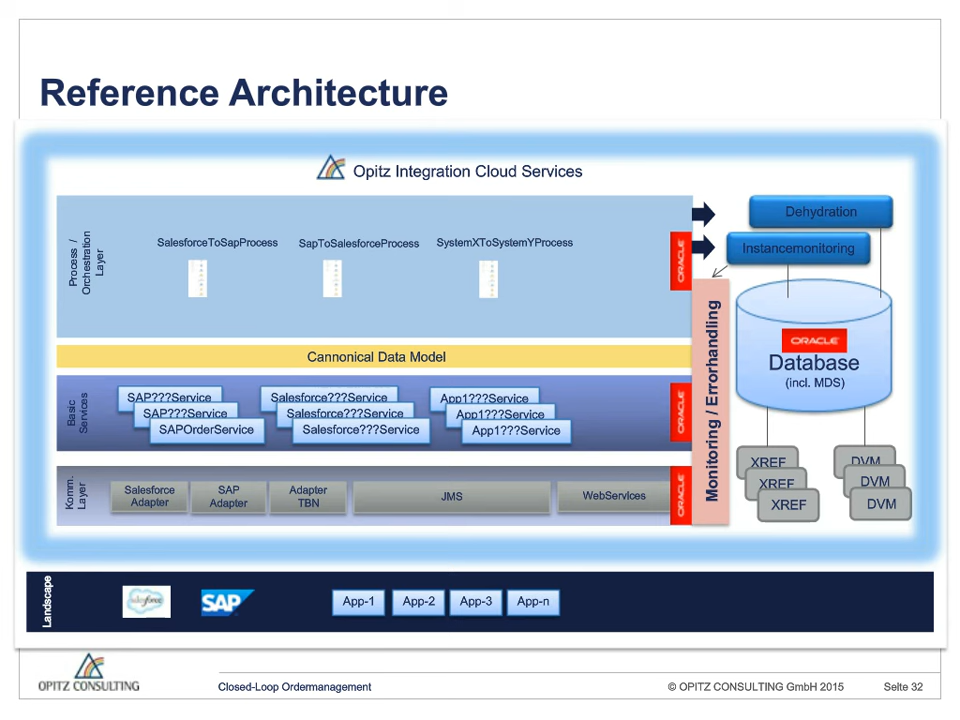 Reference Architecture
Opitz Integration Cloud Services
Process /
Orchestration
Layer
SalesforceToSapProcess
SapToSalesforceProcess
SystemXToSystemYProcess
ORACLE
Dehydration
Instancemonitoring
Cannonical Data Model
Monitoring / Errorhandling
ORACLE
Database
(incl. MDS)
Basic
Services
SAP???Service
SAP???Service
SAPOrderService
Salesforce???Service
Salesforce???Service
Salesforce???Service
App1???Service
App1???Service
App1???Service
ORACLE
XREF
XREF
XREF
DVM
DVM
DVM
Komm.
Layer
Salesforce
Adapter
SAP
Adapter
Adapter
TBN
JMS
WebServices
ORACLE
Landscape
salesforce
SAP
App-1
App-2
App-3
App-n
OPITZ CONSULTING
Closed-Loop Ordermanagement
© OPITZ CONSULTING GmbH 2015
Seite 32